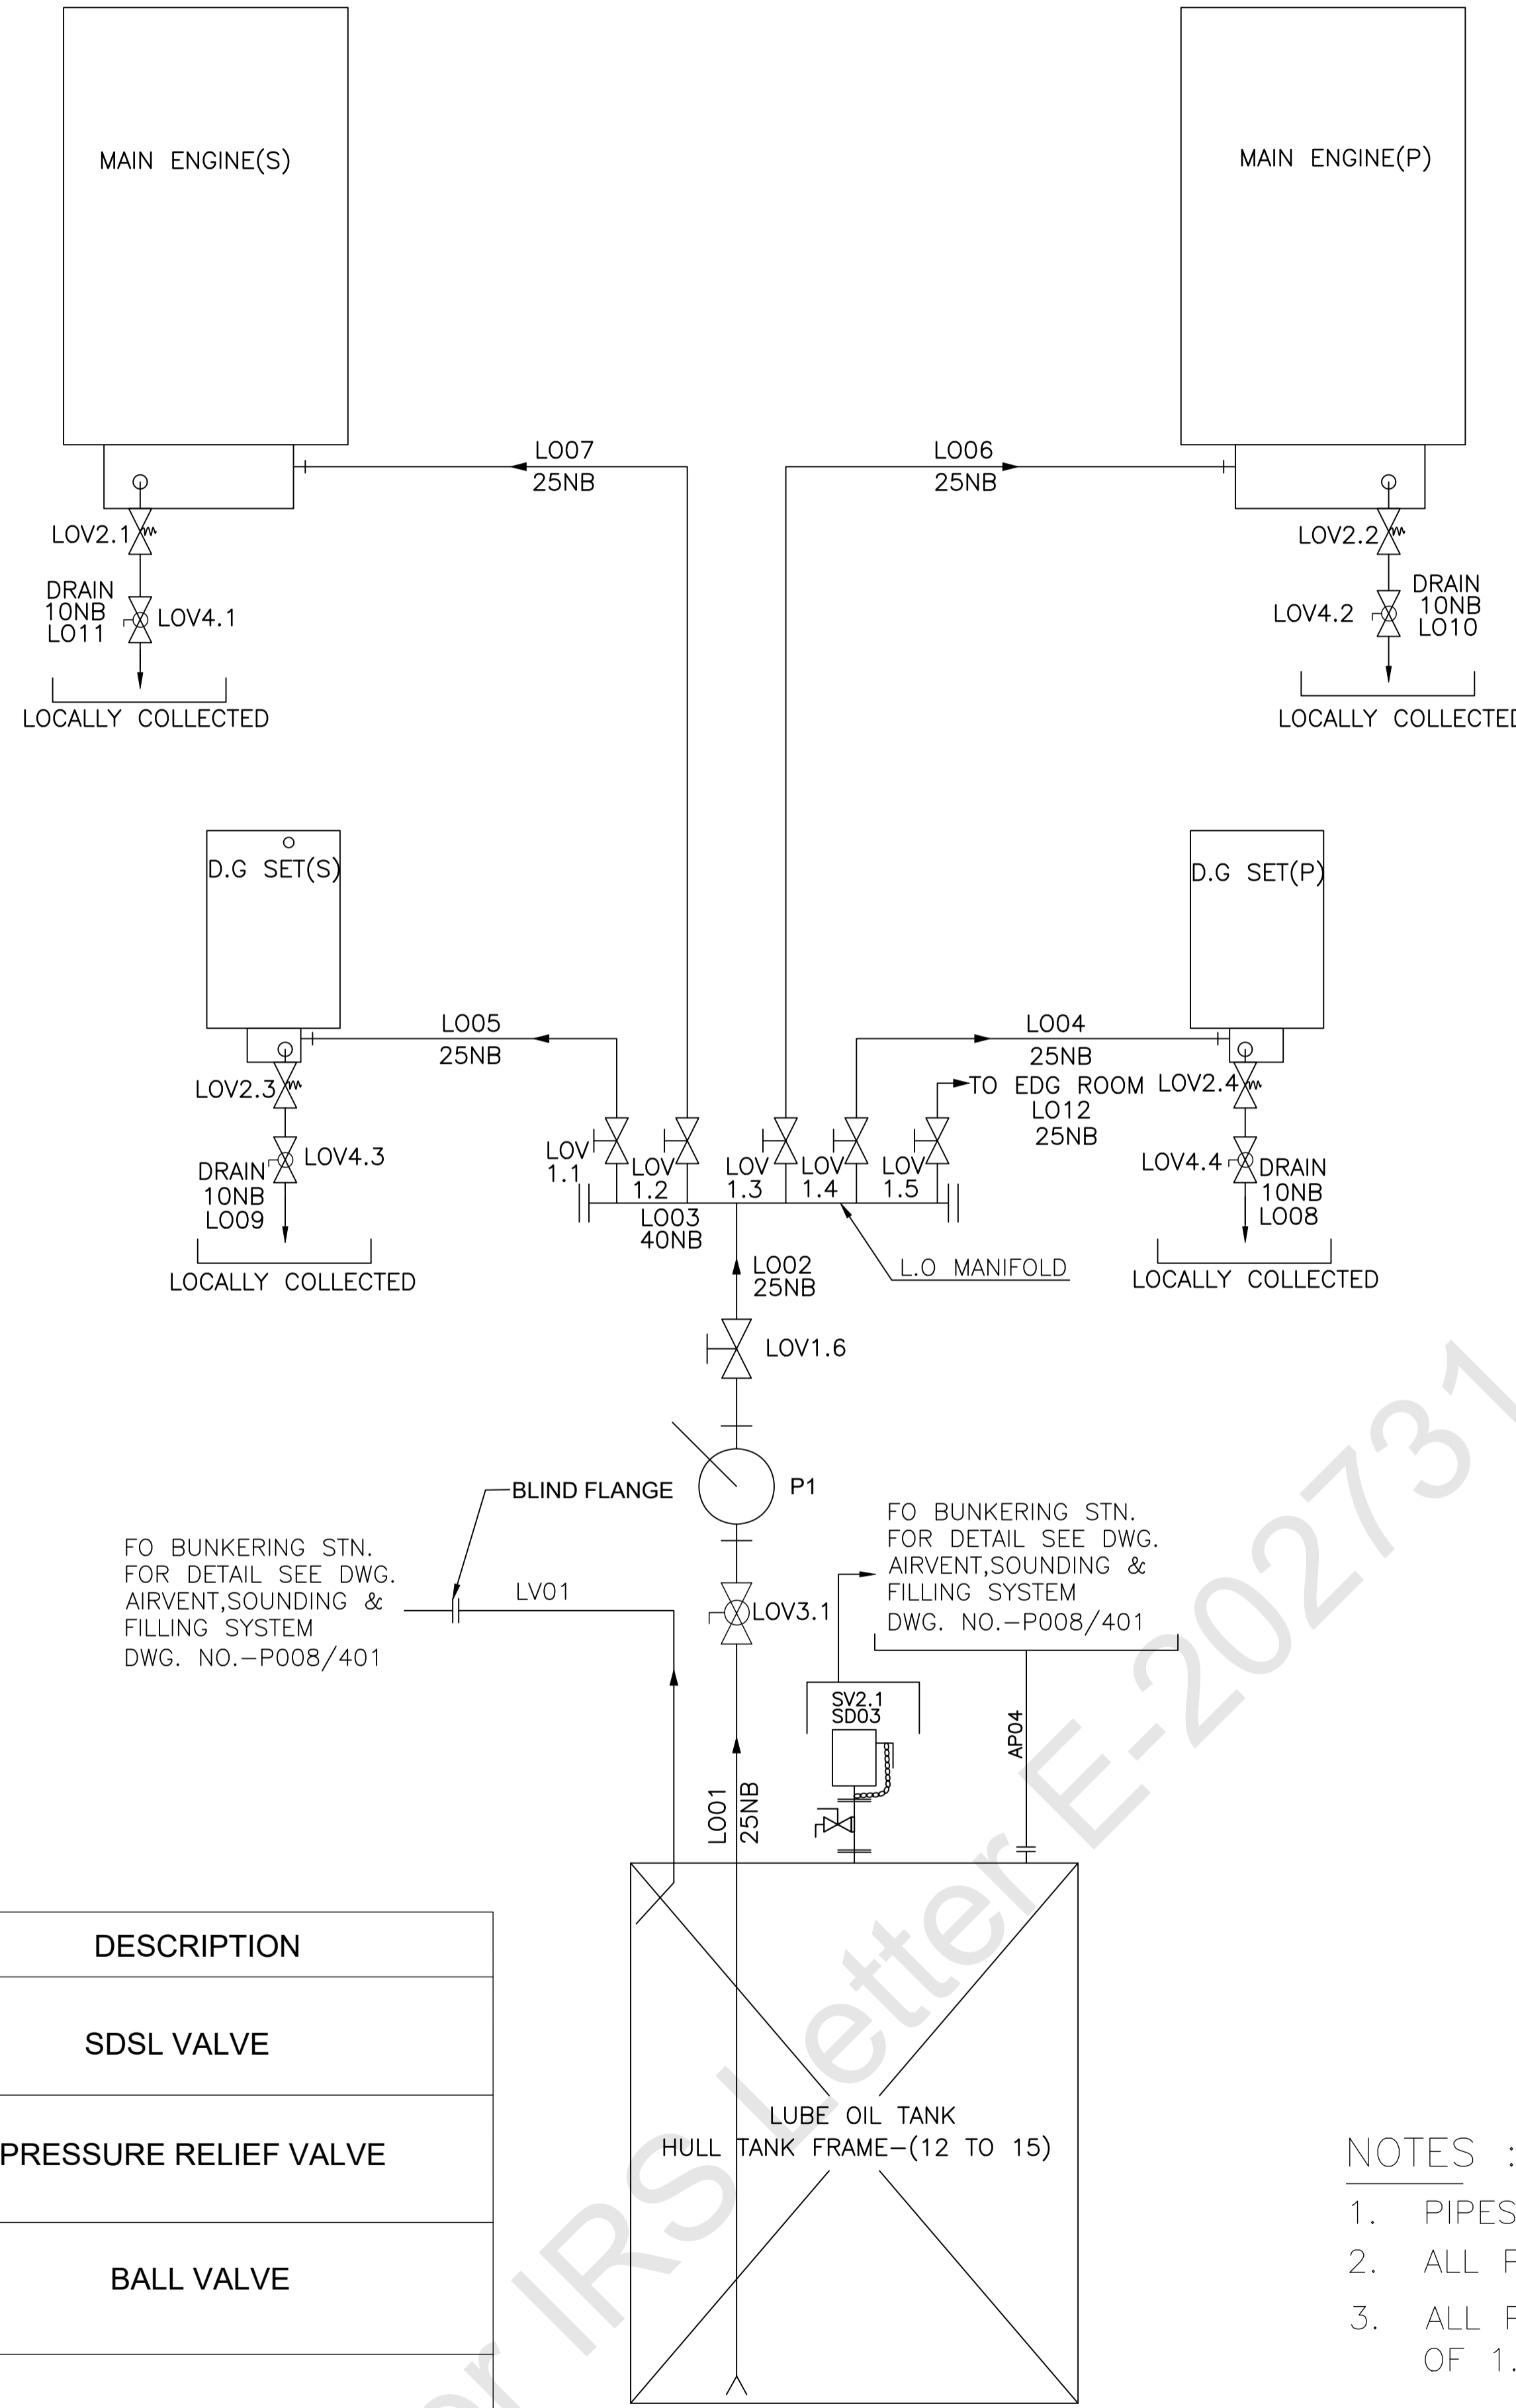 MAIN ENGINE(S)
MAIN ENGINE(P)
LO07
25NB
LO06
25NB
LOV2.1
DRAIN
10NB
LO11
LOV4.1
LOCALLY COLLECTED
LOV2.2
LOV4.2
DRAIN
10NB
LO10
LOCALLY COLLECTED
D.G SET(S)
D.G SET(P)
LO05
25NB
LO04
25NB
LOV2.3
LOV4.3
DRAIN
10NB
LO09
LOCALLY COLLECTED
TO EDG ROOM
LO12
25NB
LOV2.4
LOV4.4
DRAIN
10NB
LO08
LOCALLY COLLECTED
LOV
1.1
LOV
1.2
LOV
1.3
LOV
1.4
LOV
1.5
LO03
40NB
LO02
25NB
L.O MANIFOLD
LOV1.6
P1
BLIND FLANGE
FO BUNKERING STN.
FOR DETAIL SEE DWG.
AIRVENT,SOUNDING &
FILLING SYSTEM
DWG. NO.-P008/401
LV01
LOV3.1
FO BUNKERING STN.
FOR DETAIL SEE DWG.
AIRVENT,SOUNDING &
FILLING SYSTEM
DWG. NO.-P008/401
SV2.1
SD03
AP04
LO01
25NB
LUBE OIL TANK
HULL TANK FRAME-(12 TO 15)
DESCRIPTION
SDSL VALVE
PRESSURE RELIEF VALVE
BALL VALVE
NOTES :
1. PIPES
2. ALL
3. ALL
OF 1.
IRS Letter E-202731